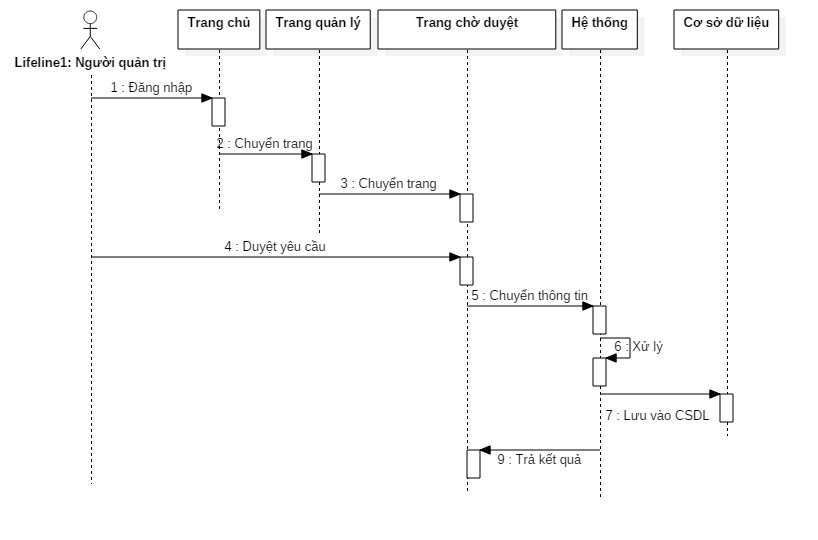 Trang chủ
Trang quản lý
Trang chờ duyệt
Hệ thống
Cơ sở dữ liệu
Lifeline1: Người quản trị
1 : Đăng nhập
2 : Chuyển trang
3 : Chuyển trang
4 : Duyệt yêu cầu
5 : Chuyển thông tin
6 : Xử lý
7 : Lưu vào CSDL
9 : Trả kết quả